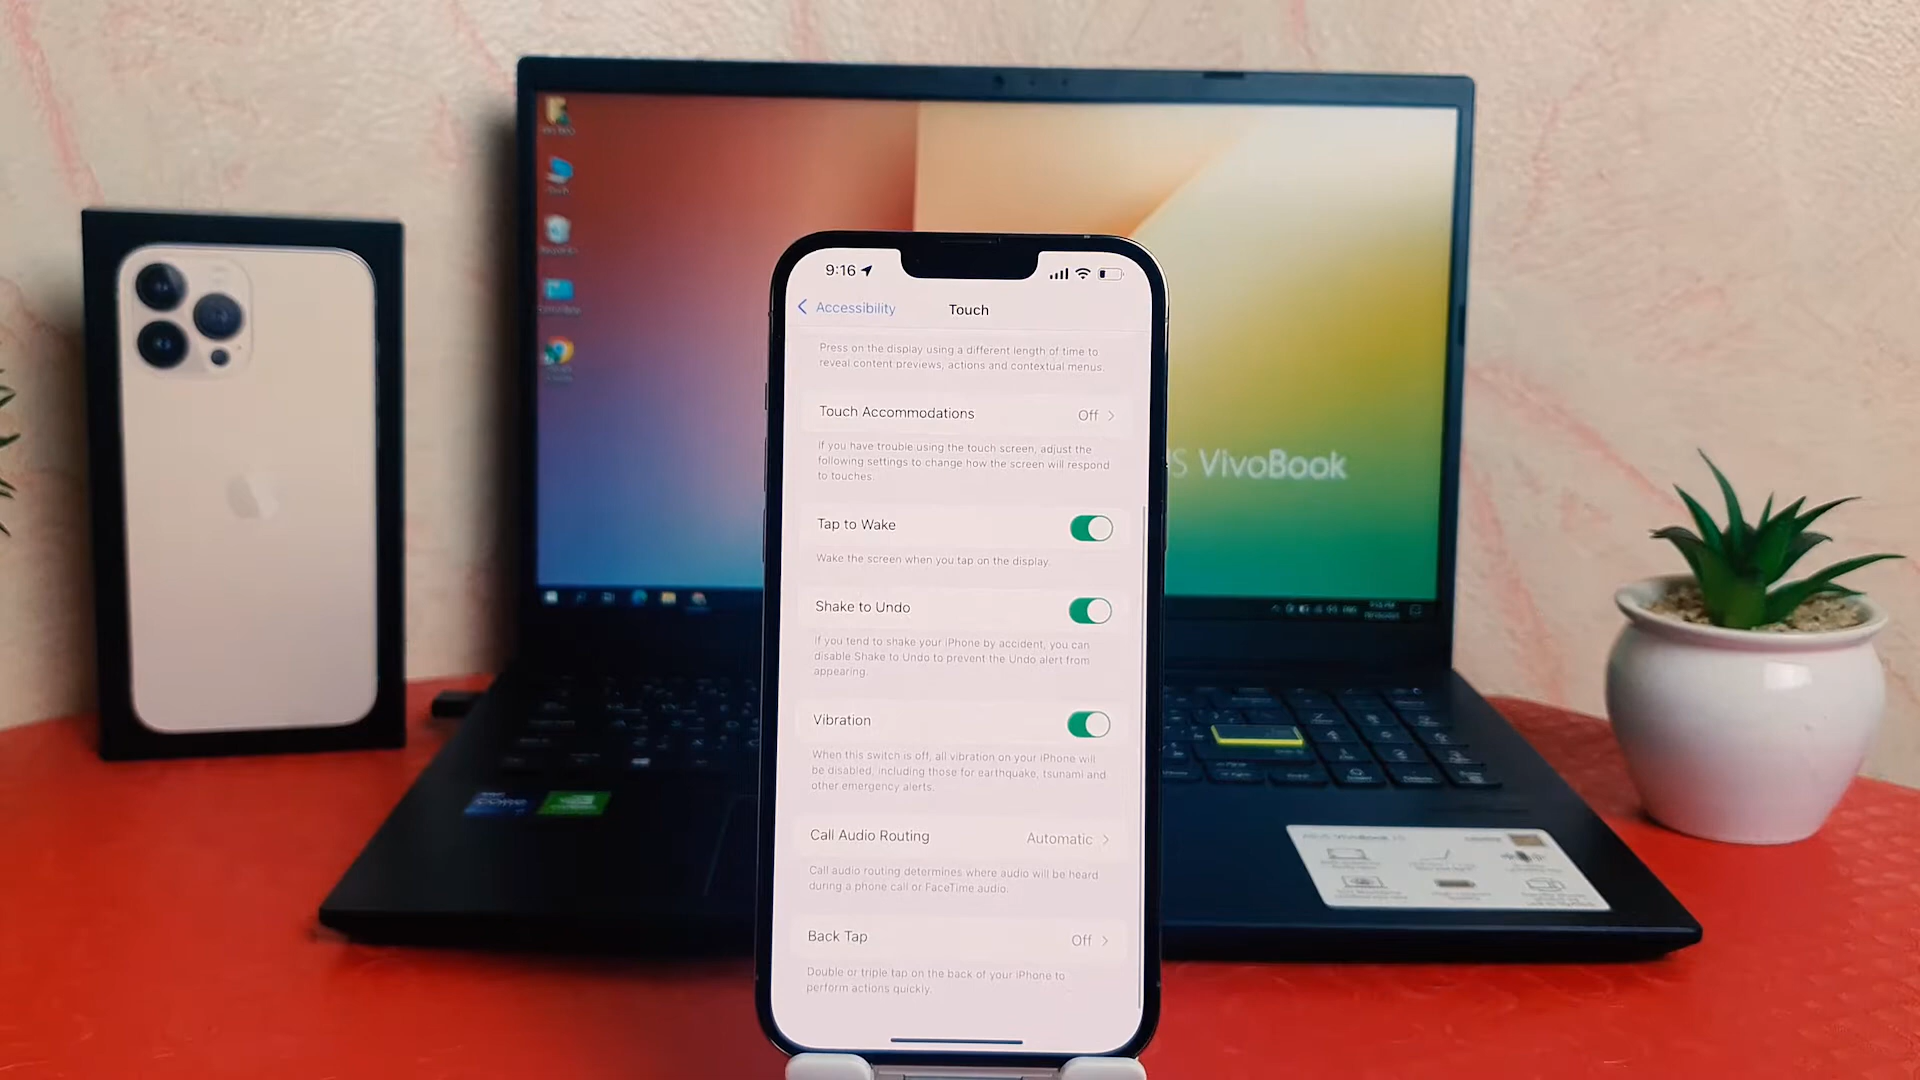 9:16
Accessibility
Touch
Press on the display using a different length of time to
reveal content previews, actions and contextual menus.
Touch Accommodations
Off
If you have trouble using the touch screen, adjust the
following settings to change how the screen will respond
to touches.
Tap to Wake
Wake the screen when you tap on the display.
Shake to Undo
If you tend to shake your iPhone by accident, you can
disable Shake to Undo to prevent the Undo alert from
appearing.
Vibration
When this switch is off, all vibration on your iPhone will
be disabled, including those for earthquake, tsunami and
other emergency alerts.
Call Audio Routing
Automatic
Call audio routing determines where audio will be heard
during a phone call or FaceTime audio.
Back Tap
Off
Double or triple tap on the back of your iPhone to
perform actions quickly.
S VivoBook